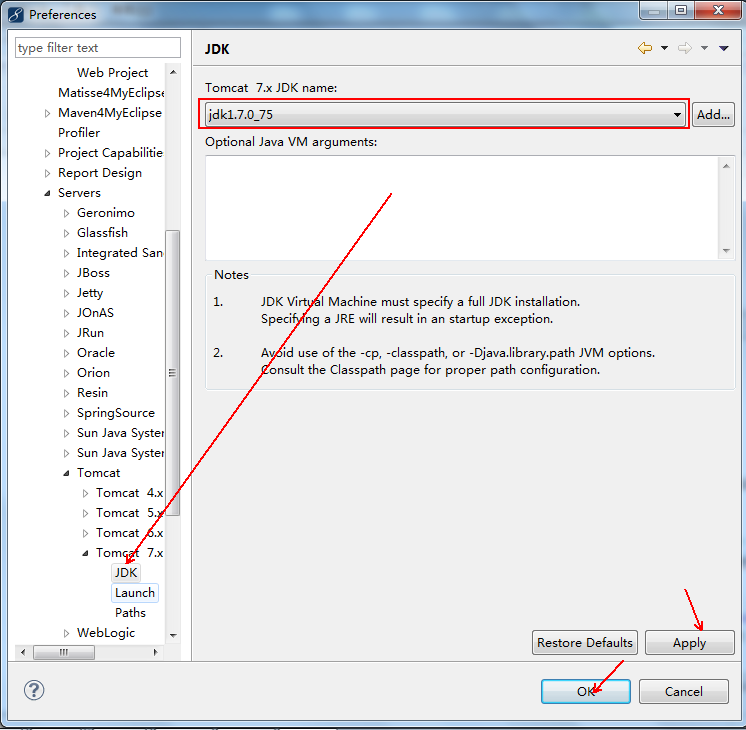 Preferences
type filter text
Web Project
Matisse4MyEclipse
Maven4MyEclipse
Profiler
Project Capabilitie
Report Design
Servers
Geronimo
Glassfish
Integrated San
JBoss
Jetty
JOnAS
JRun
Oracle
Orion
Resin
SpringSource
Sun Java System
Sun Java System
Tomcat
Tomcat 4.x
Tomcat 5.x
Tomcat 6.x
Tomcat 7.x
JDK
Launch
Paths
WebLogic
JDK
Tomcat 7.x JDK name:
jdk1.7.0_75
Add...
Optional Java VM arguments:
Notes
1. JDK Virtual Machine must specify a full JDK installation.
Specifying a JRE will result in an startup exception.
2. Avoid use of the -cp, -classpath, or -Djava.library.path JVM options.
Consult the Classpath page for proper path configuration.
Restore Defaults
Apply
?
OK
Cancel